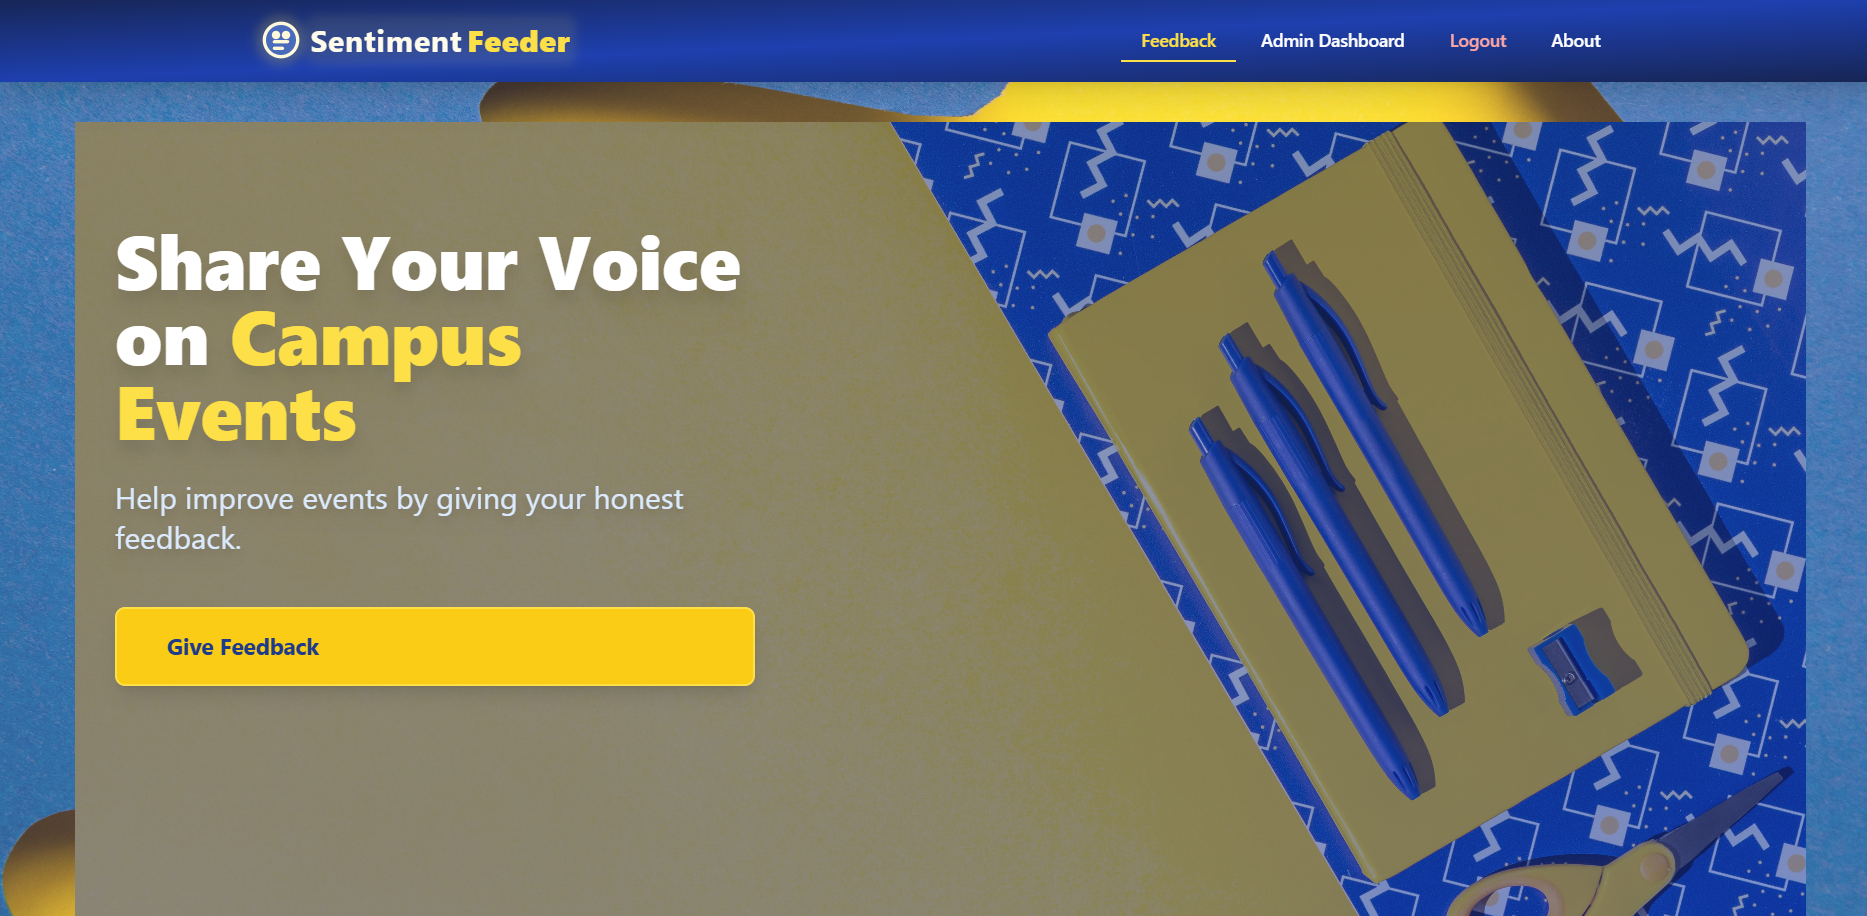 Sentiment Feeder
Feedback
Admin Dashboard
Logout
About
Share Your Voice
on Campus
Events
Help improve events by giving your honest
feedback.
Give Feedback